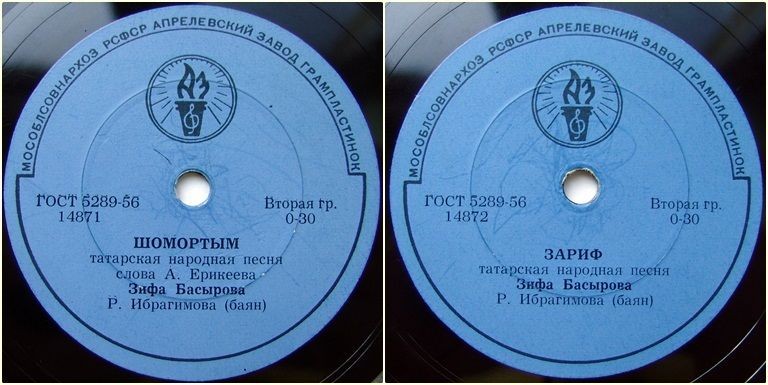 МОСОБЛСОВНАРХОЗ РСФСР АПРЕЛЕВСКИЙ ЗАВОД ГРАМПЛАСТИНОК
АЗ
ГОСТ 5289-56
14871
Вторая гр.
0-30
ШОМОРТЫМ
татарская народная песня
слова А. Ерикеева
Зифа Басырова
Р. Ибрагимова (баян)
МОСОБЛСОВНАРХОЗ РСФСР АПРЕЛЕВСКИЙ ЗАВОД ГРАМПЛАСТИНОК
АЗ
ГОСТ 5289-56
14872
Вторая гр.
0-30
ЗАРИФ
татарская народная песня
Зифа Басырова
Р. Ибрагимова (баян)